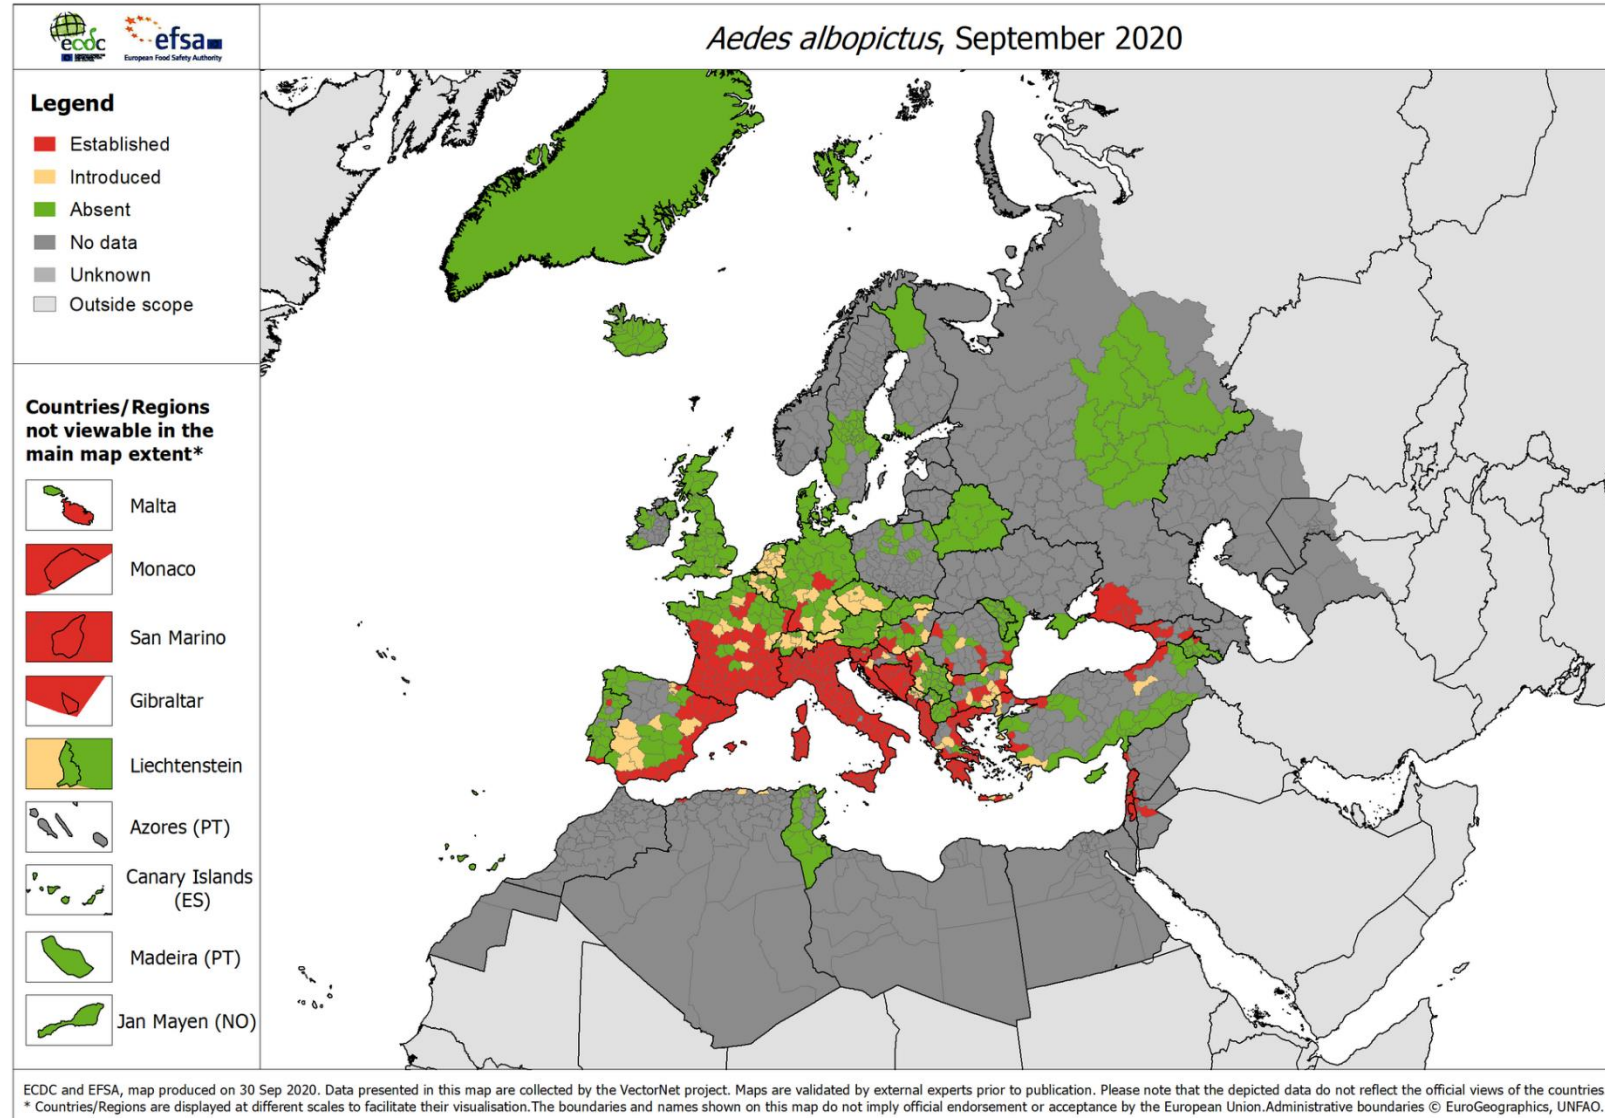 ecdc
efsa
European Food Safety Authority
Aedes albopictus, September 2020
Legend
Established
Introduced
Absent
No data
Unknown
Outside scope
Countries/Regions
not viewable in the
main map extent*
Malta
Monaco
San Marino
Gibraltar
Liechtenstein
Azores (PT)
Canary Islands
(ES)
Madeira (PT)
Jan Mayen (NO)
ECDC and EFSA, map produced on 30 Sep 2020. Data presented in this map are collected by the VectorNet project. Maps are validated by external experts prior to publication. Please note that the depicted data do not reflect the official views of the countries.
* Countries/Regions are displayed at different scales to facilitate their visualisation.The boundaries and names shown on this map do not imply official endorsement or acceptance by the European Union.Administrative boundaries © EuroGeographics, UNFAO.